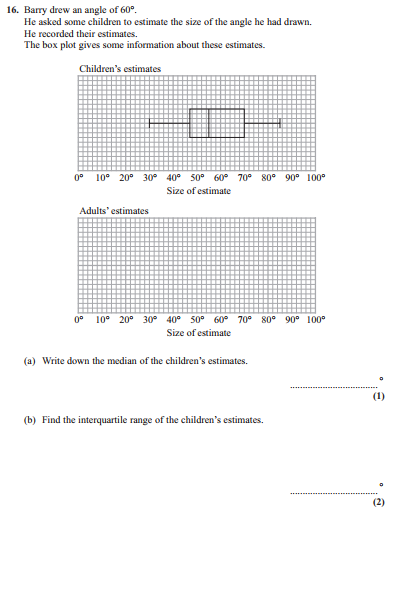 16. Barry drew an angle of 60°.
He asked some children to estimate the size of the angle he had drawn.
He recorded their estimates.
The box plot gives some information about these estimates.
Children's estimates
0° 10° 20° 30° 40° 50° 60° 70° 80° 90° 100°
Size of estimate
Adults' estimates
0° 10° 20° 30° 40° 50° 60° 70° 80° 90° 100°
Size of estimate
(a) Write down the median of the children's estimates.
.................................. °
(1)
(b) Find the interquartile range of the children's estimates.
.................................. °
(2)